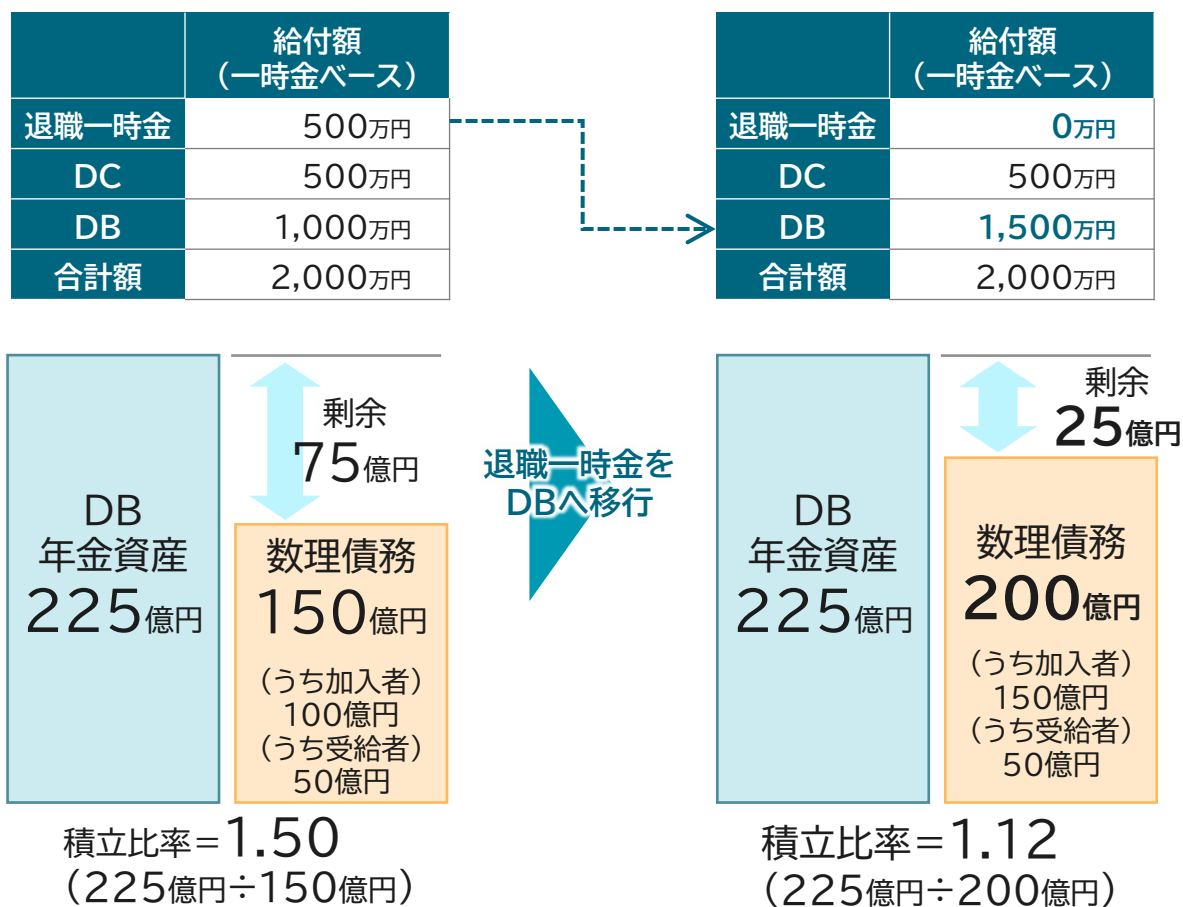 給付額
（一時金ベース）
退職一時金 500万円
DC 500万円
DB 1,000万円
合計額 2,000万円
給付額
（一時金ベース）
退職一時金 0万円
DC 500万円
DB 1,500万円
合計額 2,000万円
DB
年金資産
225億円
剰余
75億円
数理債務
150億円
（うち加入者）
100億円
（うち受給者）
50億円
積立比率＝1.50
（225億円÷150億円）
退職一時金を
DBへ移行
DB
年金資産
225億円
剰余
25億円
数理債務
200億円
（うち加入者）
150億円
（うち受給者）
50億円
積立比率＝1.12
（225億円÷200億円）